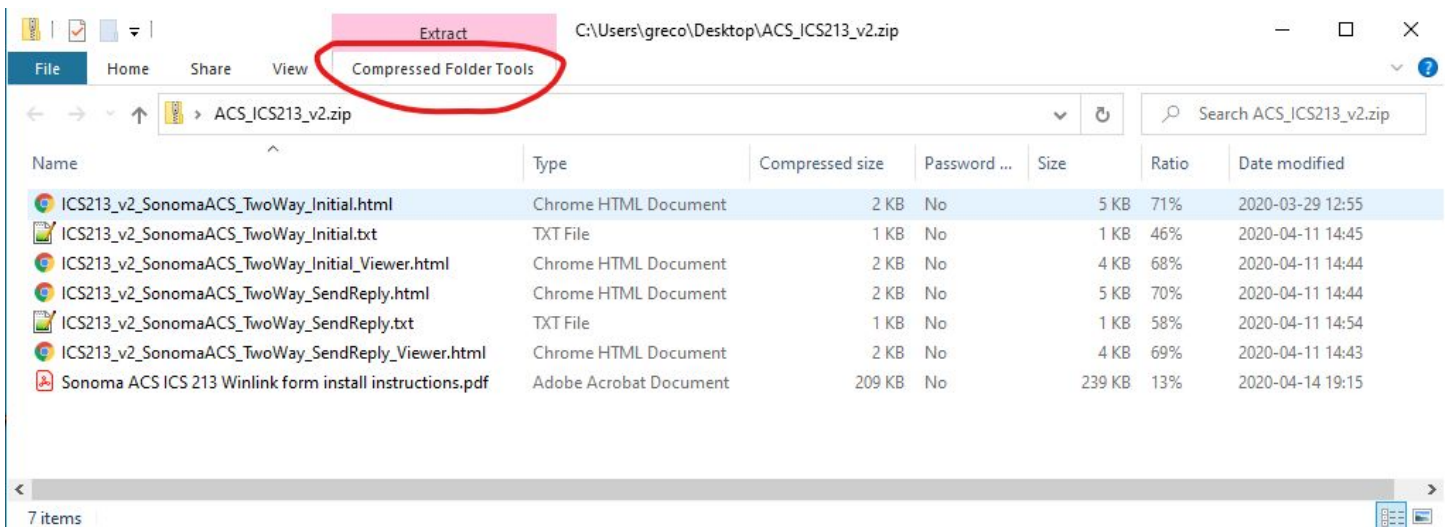 Extract C:\Users\greco\Desktop\ACS_ICS213_v2.zip
File Home Share View Compressed Folder Tools
ACS_ICS213_v2.zip Search ACS_ICS213_v2.zip
Name Type Compressed size Password ... Size Ratio Date modified
ICS213_v2_SonomaACS_TwoWay_Initial.html Chrome HTML Document 2 KB No 5 KB 71% 2020-03-29 12:55
ICS213_v2_SonomaACS_TwoWay_Initial.txt TXT File 1 KB No 1 KB 46% 2020-04-11 14:45
ICS213_v2_SonomaACS_TwoWay_Initial_Viewer.html Chrome HTML Document 2 KB No 4 KB 68% 2020-04-11 14:44
ICS213_v2_SonomaACS_TwoWay_SendReply.html Chrome HTML Document 2 KB No 5 KB 70% 2020-04-11 14:44
ICS213_v2_SonomaACS_TwoWay_SendReply.txt TXT File 1 KB No 1 KB 58% 2020-04-11 14:54
ICS213_v2_SonomaACS_TwoWay_SendReply_Viewer.html Chrome HTML Document 2 KB No 4 KB 69% 2020-04-11 14:43
Sonoma ACS ICS 213 Winlink form install instructions.pdf Adobe Acrobat Document 209 KB No 239 KB 13% 2020-04-14 19:15
7 items